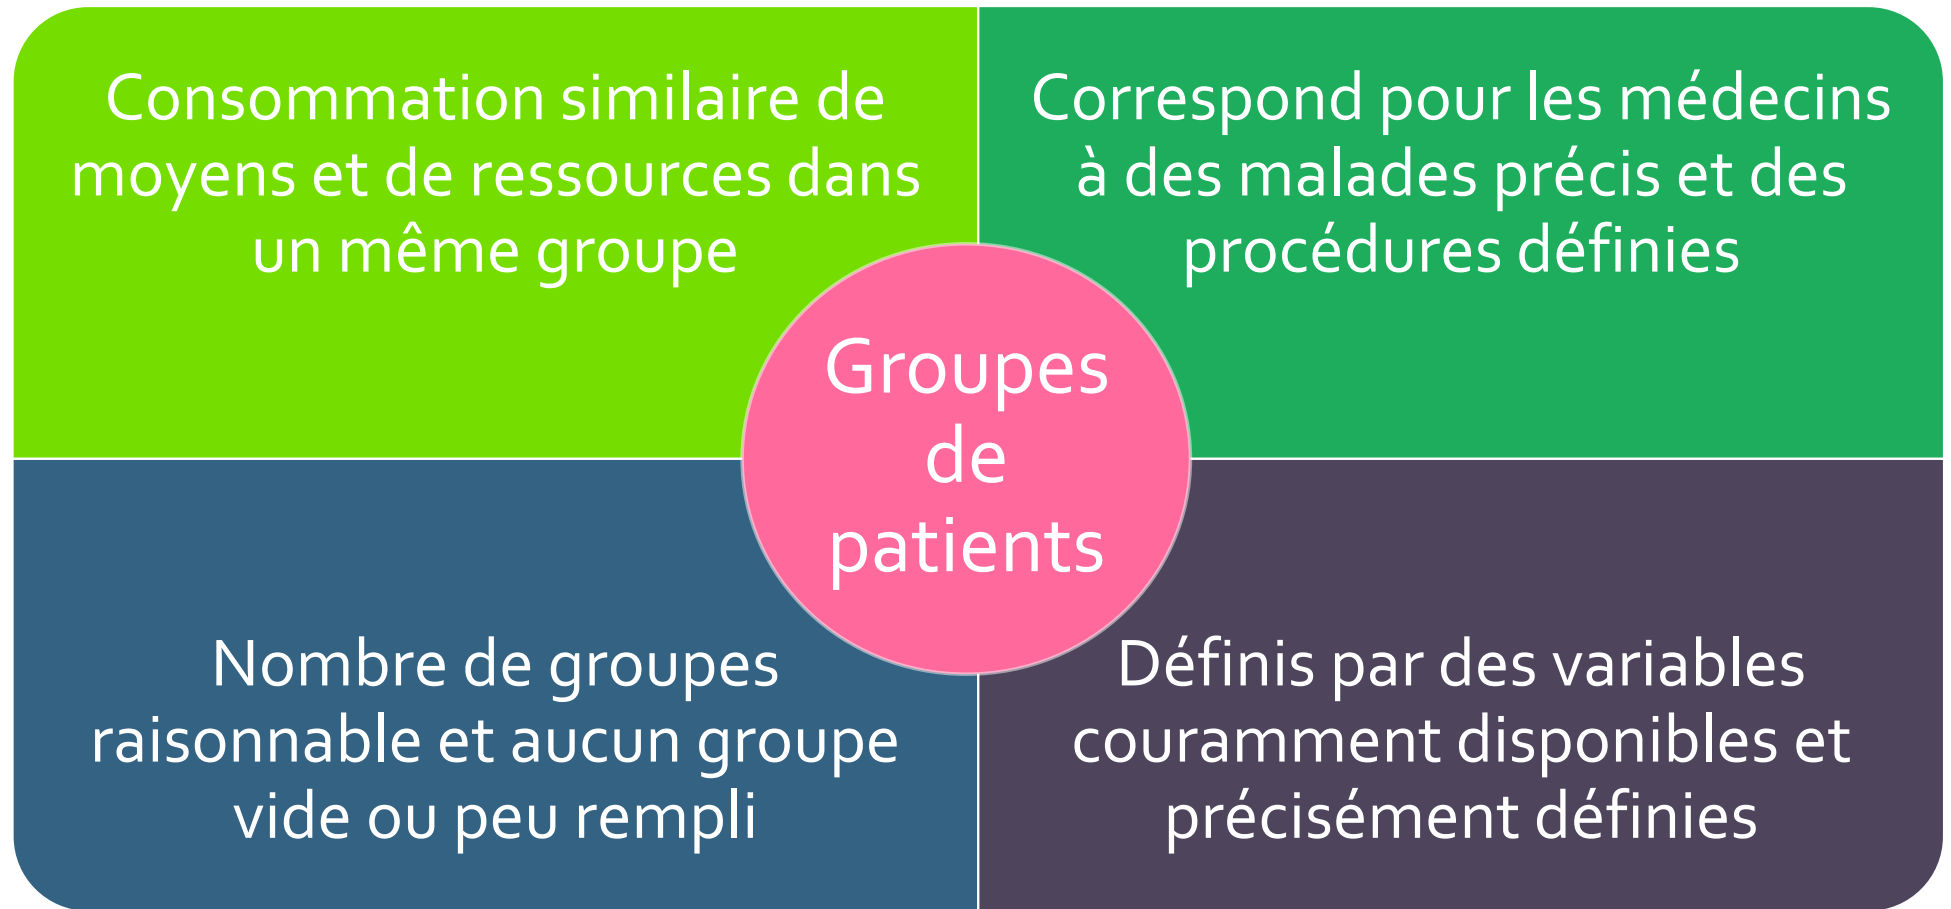 Consommation similaire de
moyens et de ressources dans
un même groupe
Correspond pour les médecins
à des malades précis et des
procédures définies
Groupes
de
patients
Nombre de groupes
raisonnable et aucun groupe
vide ou peu rempli
Définis par des variables
couramment disponibles et
précisément définies